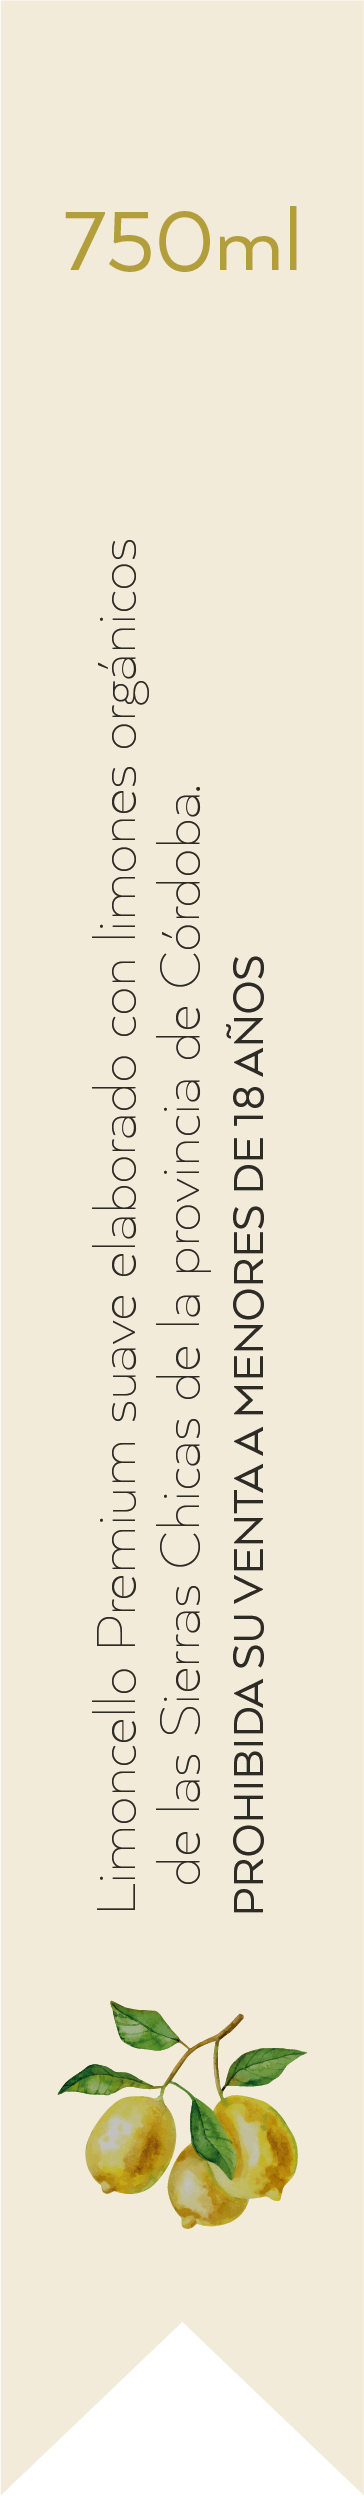 750ml
Limoncello Premium suave elaborado con limones orgánicos
de las Sierras Chicas de la provincia de Córdoba.
PROHIBIDA SU VENTA A MENORES DE 18 AÑOS